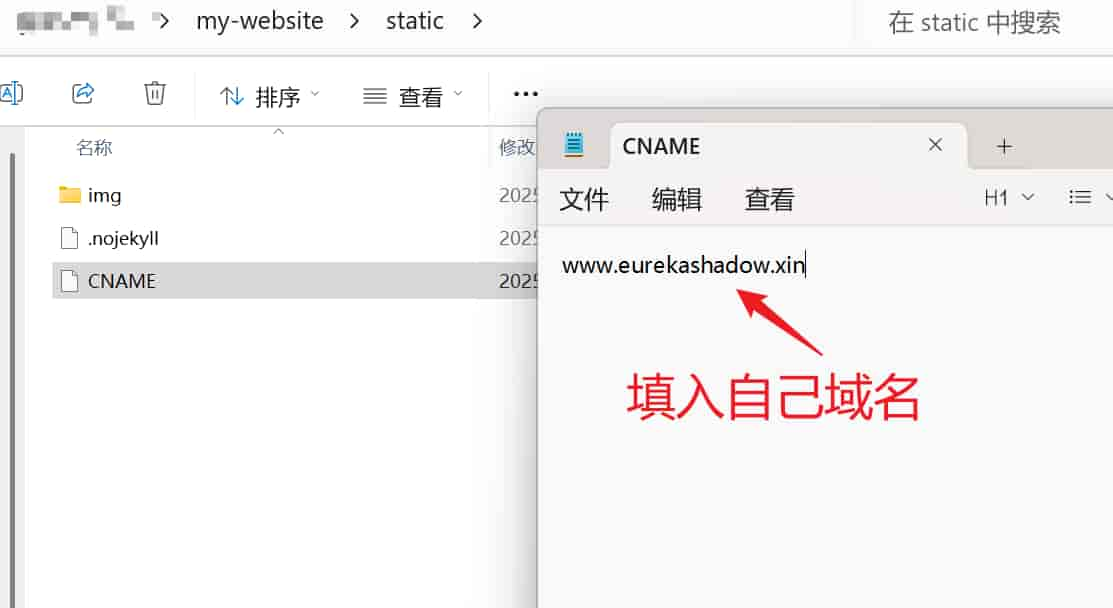 my-website > static >
在 static 中搜索
排序
查看
名称
修改
img
2025
.nojekyll
2025
CNAME
2025
CNAME
文件 编辑 查看
H1
www.eurekashadow.xin
填入自己域名